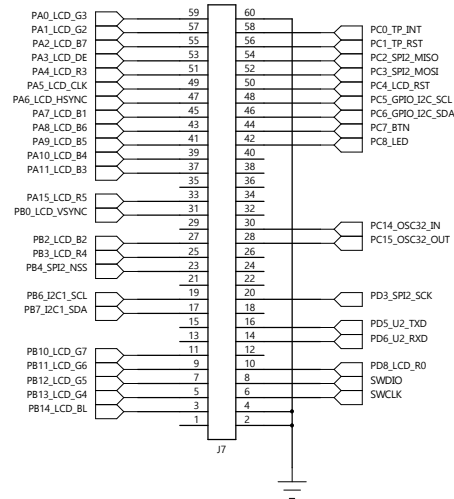 PA0_LCD_G3 59 60
PA1_LCD_G2 57 58 PC0_TP_INT
PA2_LCD_B7 55 56 PC1_TP_RST
PA3_LCD_DE 53 54 PC2_SPI2_MISO
PA4_LCD_R3 51 52 PC3_SPI2_MOSI
PA5_LCD_CLK 49 50 PC4_LCD_RST
PA6_LCD_HSYNC 47 48 PC5_GPIO_I2C_SCL
PA7_LCD_B1 45 46 PC6_GPIO_I2C_SDA
PA8_LCD_B6 43 44 PC7_BTN
PA9_LCD_B5 41 42 PC8_LED
PA10_LCD_B4 39 40
PA11_LCD_B3 37 38
35 36
PA15_LCD_R5 33 34
PB0_LCD_VSYNC 31 32
29 30 PC14_OSC32_IN
PB2_LCD_B2 27 28 PC15_OSC32_OUT
PB3_LCD_R4 25 26
PB4_SPI2_NSS 23 24
21 22
PB6_I2C1_SCL 19 20 PD3_SPI2_SCK
PB7_I2C1_SDA 17 18
15 16 PD5_U2_TXD
13 14 PD6_U2_RXD
PB10_LCD_G7 11 12
PB11_LCD_G6 9 10 PD8_LCD_R0
PB12_LCD_G5 7 8 SWDIO
PB13_LCD_G4 5 6 SWCLK
PB14_LCD_BL 3 4
1 2
J7